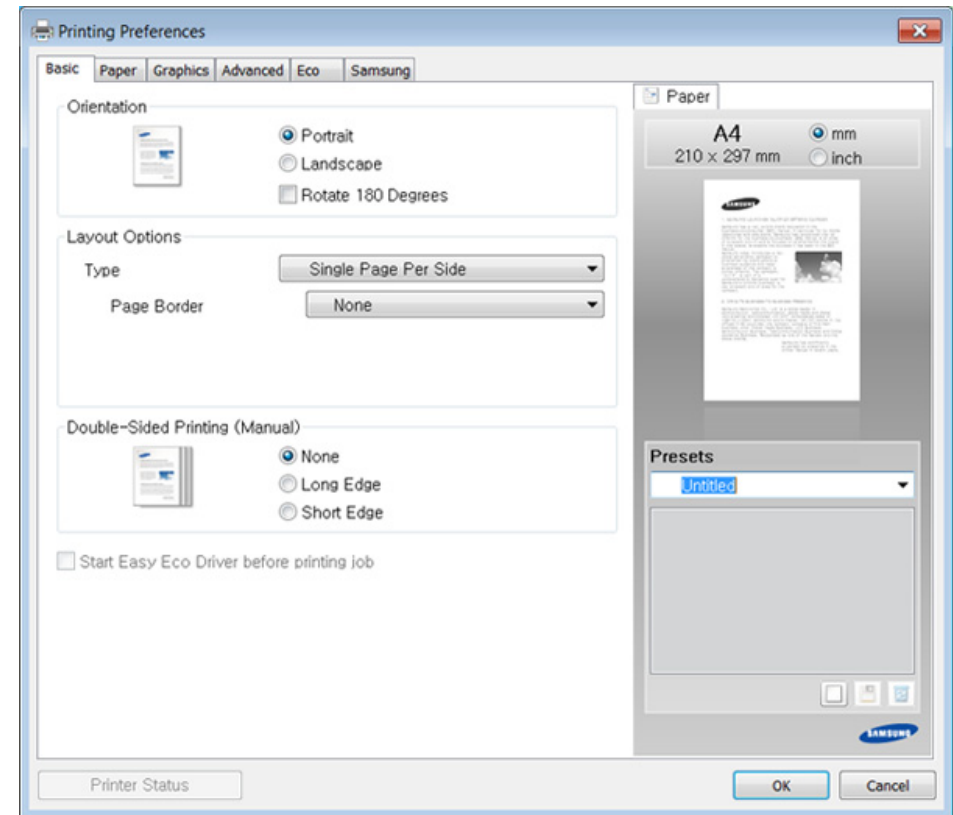 Printing Preferences
Basic Paper Graphics Advanced Eco Samsung
Orientation
Portrait
Landscape
Rotate 180 Degrees
Layout Options
Type Single Page Per Side
Page Border None
Double-Sided Printing (Manual)
None
Long Edge
Short Edge
Start Easy Eco Driver before printing job
Paper
A4 mm
210 x 297 mm inch
SAMSUNG
Presets
Untitled
SAMSUNG
Printer Status OK Cancel